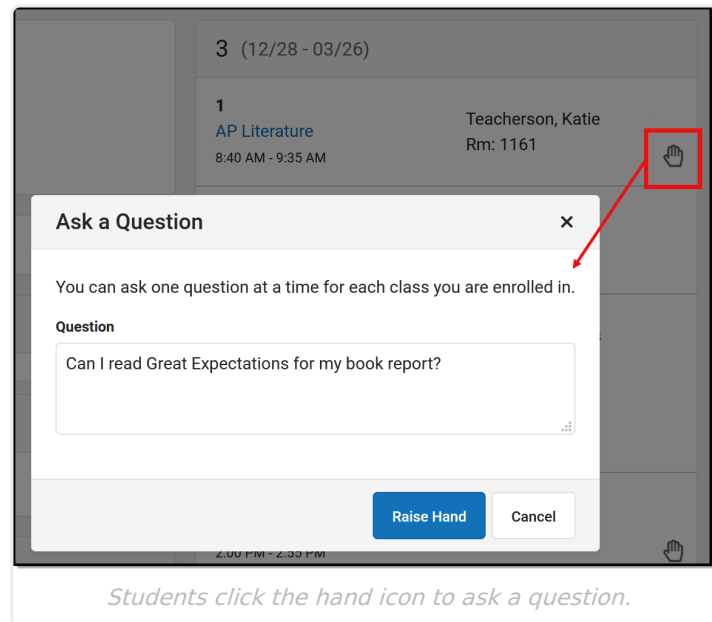 3 (12/28 - 03/26)
1
AP Literature
8:40 AM - 9:35 AM
Teacherson, Katie
Rm: 1161
Ask a Question ×
You can ask one question at a time for each class you are enrolled in.
Question
Can I read Great Expectations for my book report?
Raise Hand Cancel
2:00 PM - 2:55 PM
Students click the hand icon to ask a question.